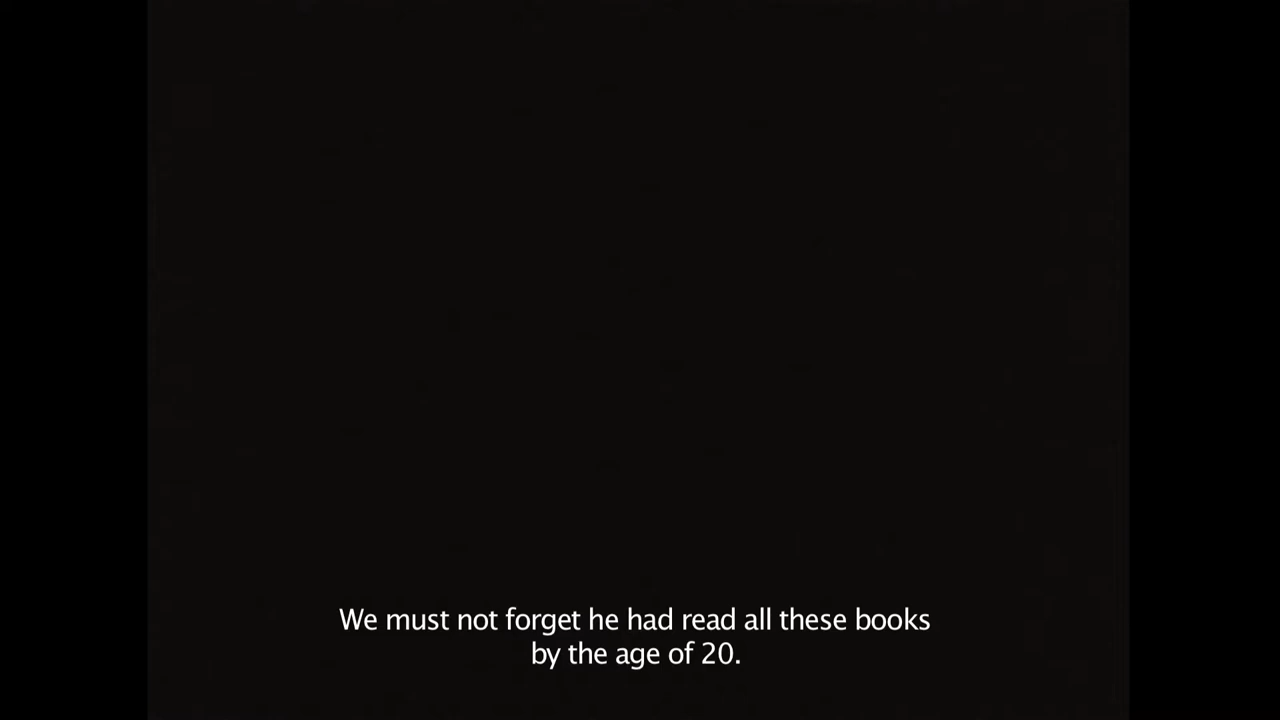 We must not forget he had read all these books
by the age of 20.